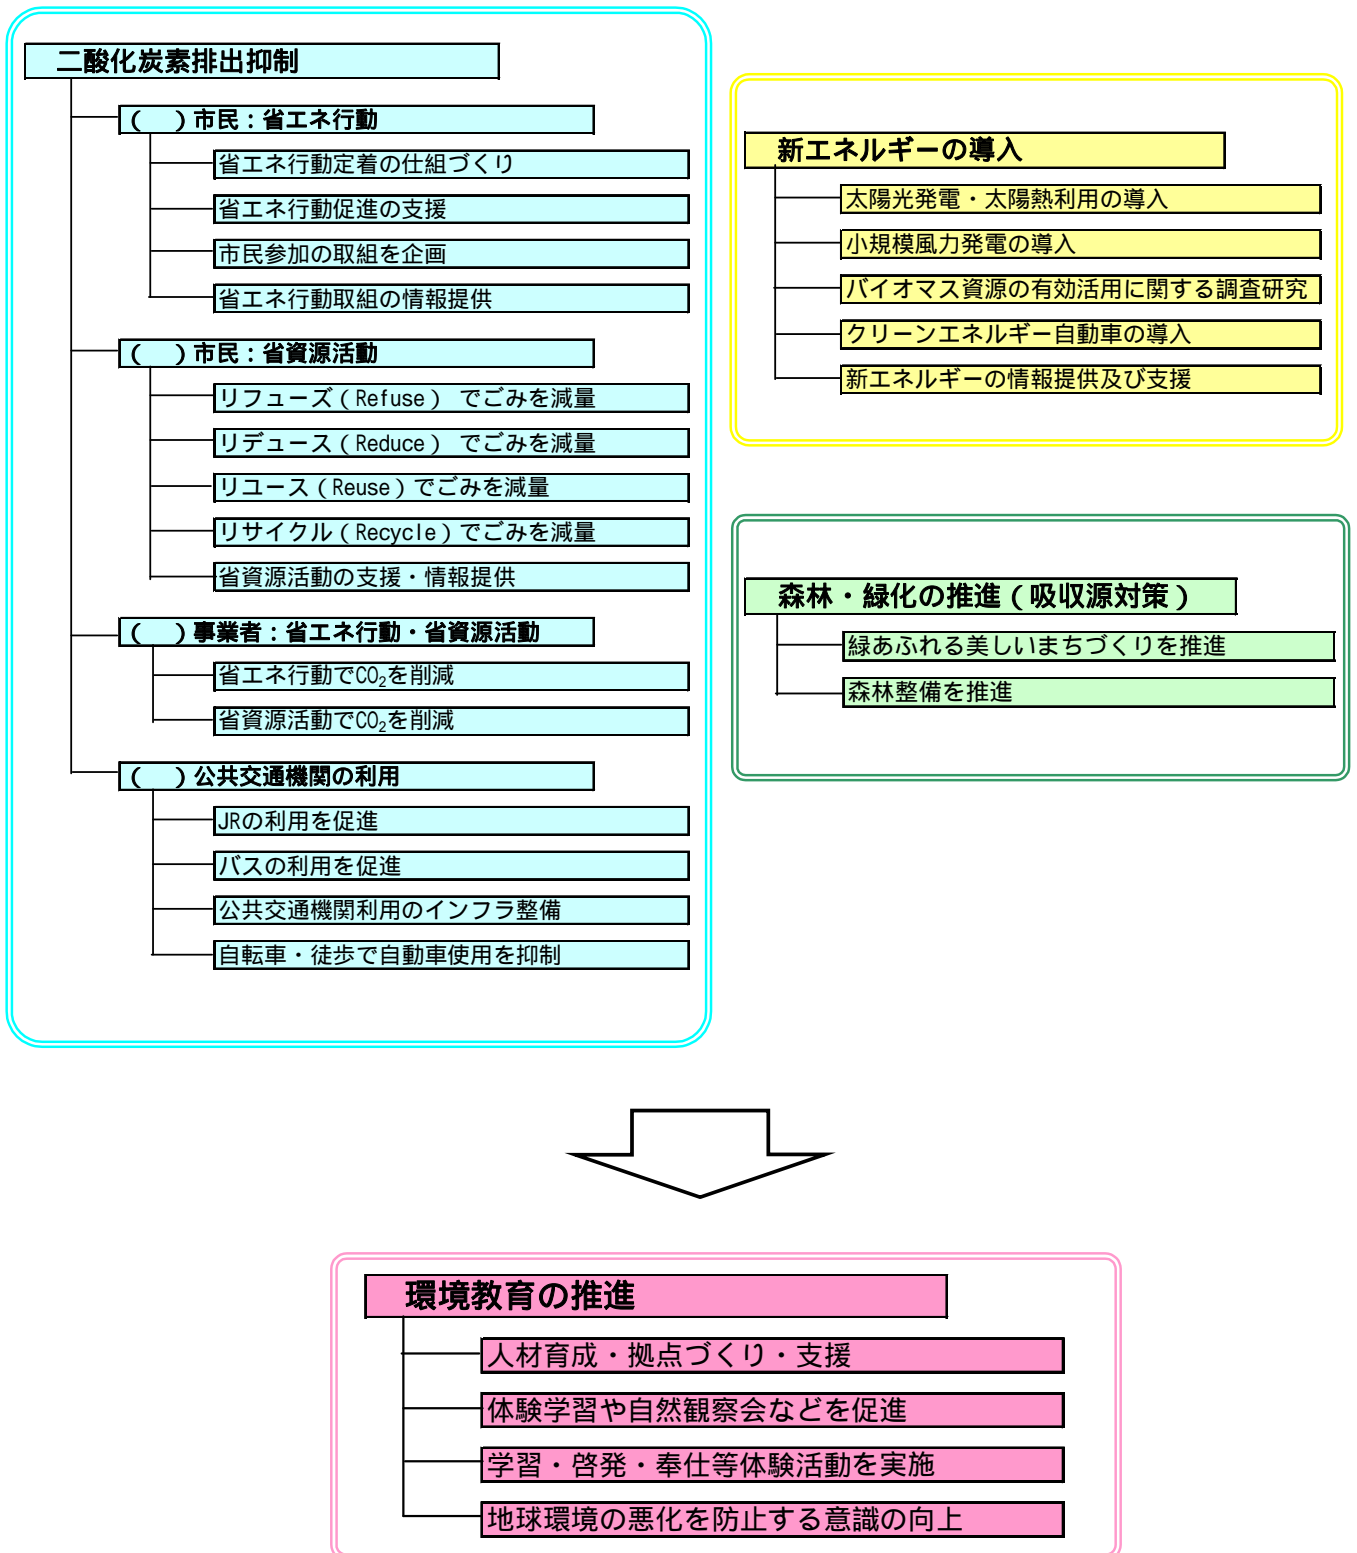 二酸化炭素排出抑制
（　）市民：省エネ行動
省エネ行動定着の仕組づくり
省エネ行動促進の支援
市民参加の取組を企画
省エネ行動取組の情報提供
（　）市民：省資源活動
リフューズ（Refuse） でごみを減量
リデュース（Reduce） でごみを減量
リユース（Reuse）でごみを減量
リサイクル（Recycle）でごみを減量
省資源活動の支援・情報提供
（　）事業者：省エネ行動・省資源活動
省エネ行動でCO₂を削減
省資源活動でCO₂を削減
（　）公共交通機関の利用
JRの利用を促進
バスの利用を促進
公共交通機関利用のインフラ整備
自転車・徒歩で自動車使用を抑制
新エネルギーの導入
太陽光発電・太陽熱利用の導入
小規模風力発電の導入
バイオマス資源の有効活用に関する調査研究
クリーンエネルギー自動車の導入
新エネルギーの情報提供及び支援
森林・緑化の推進（吸収源対策）
緑あふれる美しいまちづくりを推進
森林整備を推進
環境教育の推進
人材育成・拠点づくり・支援
体験学習や自然観察会などを促進
学習・啓発・奉仕等体験活動を実施
地球環境の悪化を防止する意識の向上